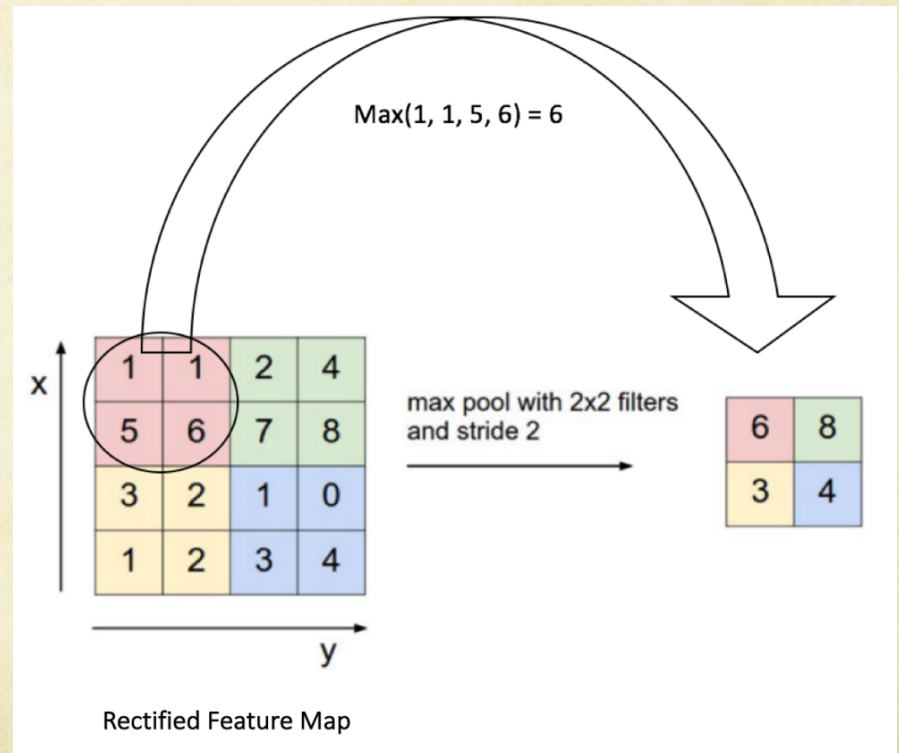 Max(1, 1, 5, 6) = 6
x
1 1 2 4
5 6 7 8
3 2 1 0
1 2 3 4
y
max pool with 2x2 filters
and stride 2
6 8
3 4
Rectified Feature Map